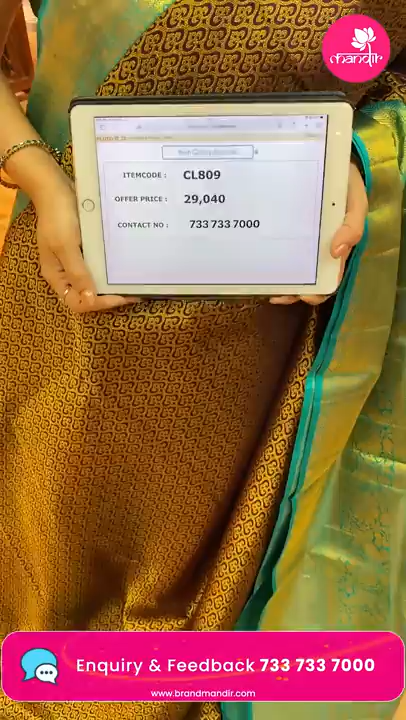 mandir
ITEMCODE : CL809
OFFER PRICE : 29,040
CONTACT NO : 733 733 7000
Enquiry & Feedback 733 733 7000
www.brandmandir.com